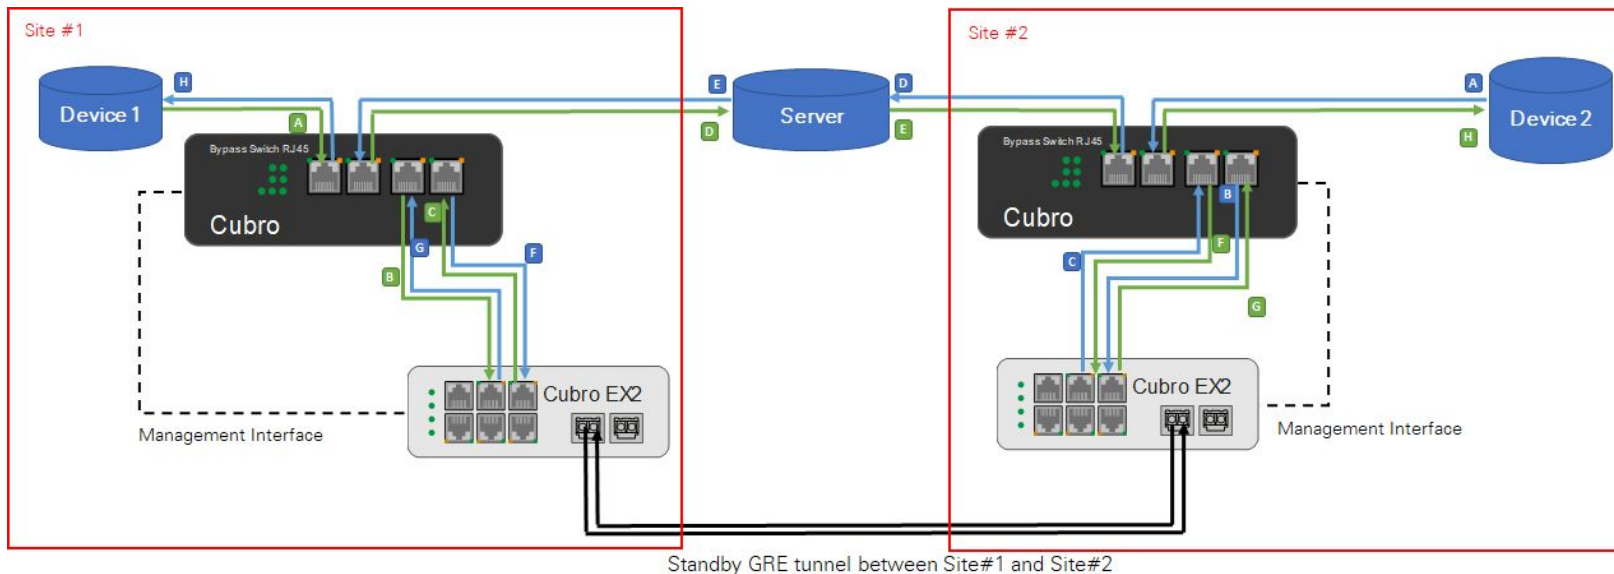 Site #1
Site #2
H
E
D
A
Device 1
Server
Device 2
A
D
E
H
Bypass Switch RJ45
Bypass Switch RJ45
C
B
Cubro
Cubro
G
F
F
C
B
G
Cubro EX2
Cubro EX2
Management Interface
Management Interface
Standby GRE tunnel between Site#1 and Site#2